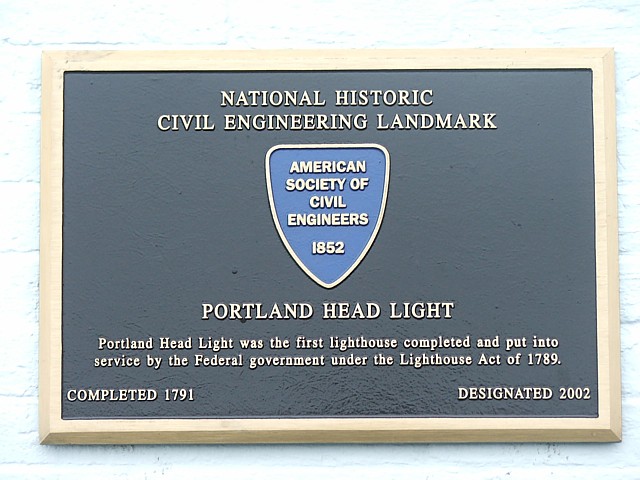 NATIONAL HISTORIC
CIVIL ENGINEERING LANDMARK
AMERICAN
SOCIETY OF
CIVIL
ENGINEERS
1852
PORTLAND HEAD LIGHT
Portland Head Light was the first lighthouse completed and put into
service by the Federal government under the Lighthouse Act of 1789.
COMPLETED 1791
DESIGNATED 2002